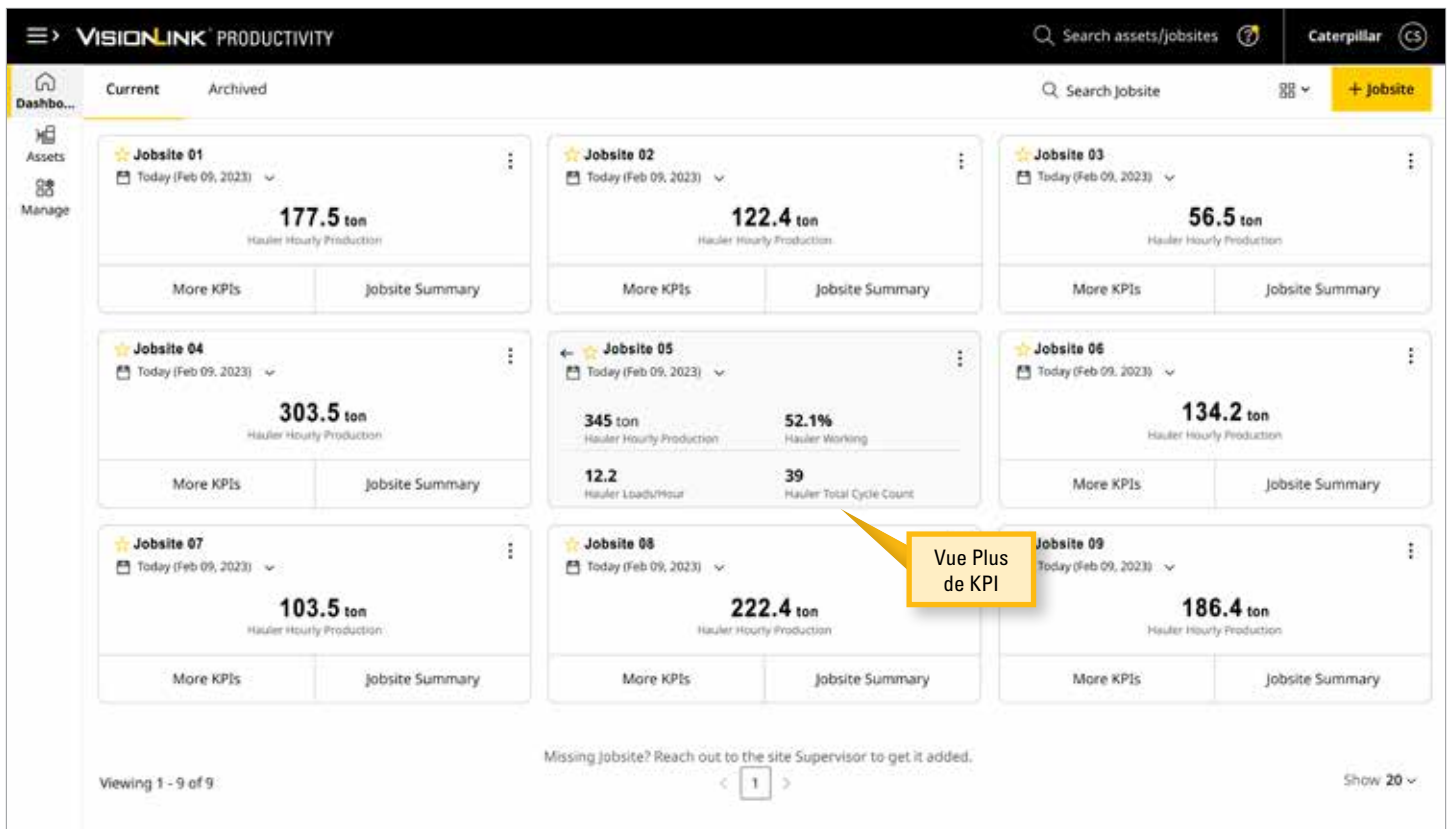 VISIONLINK PRODUCTIVITY
Search assets/jobsites
Caterpillar CS
Dashbo...
Current Archived
Search Jobsite
+ Jobsite
Assets
Manage
Jobsite 01
Today (Feb 09, 2023)
177.5 ton
Hauler Hourly Production
More KPIs Jobsite Summary
Jobsite 02
Today (Feb 09, 2023)
122.4 ton
Hauler Hourly Production
More KPIs Jobsite Summary
Jobsite 03
Today (Feb 09, 2023)
56.5 ton
Hauler Hourly Production
More KPIs Jobsite Summary
Jobsite 04
Today (Feb 09, 2023)
303.5 ton
Hauler Hourly Production
More KPIs Jobsite Summary
Jobsite 05
Today (Feb 09, 2023)
345 ton 52.1%
Hauler Hourly Production Hauler Working
12.2 39
Hauler Loads/Hour Hauler Total Cycle Count
Jobsite 06
Today (Feb 09, 2023)
134.2 ton
Hauler Hourly Production
More KPIs Jobsite Summary
Jobsite 07
Today (Feb 09, 2023)
103.5 ton
Hauler Hourly Production
More KPIs Jobsite Summary
Jobsite 08
Today (Feb 09, 2023)
222.4 ton
Hauler Hourly Production
More KPIs Jobsite Summary
Vue Plus
de KPI
Jobsite 09
Today (Feb 09, 2023)
186.4 ton
Hauler Hourly Production
More KPIs Jobsite Summary
Missing Jobsite? Reach out to the site Supervisor to get it added.
Viewing 1 - 9 of 9
< 1 >
Show 20